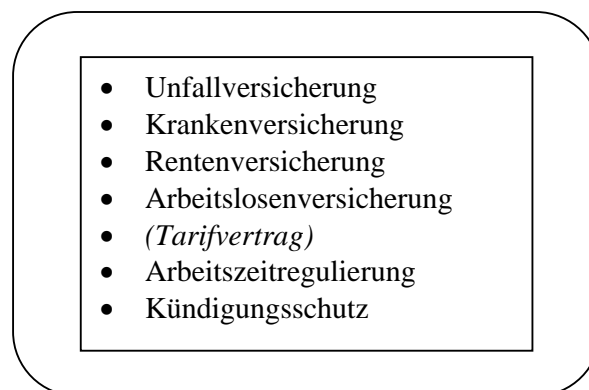 • Unfallversicherung
• Krankenversicherung
• Rentenversicherung
• Arbeitslosenversicherung
• (Tarifvertrag)
• Arbeitszeitregulierung
• Kündigungsschutz